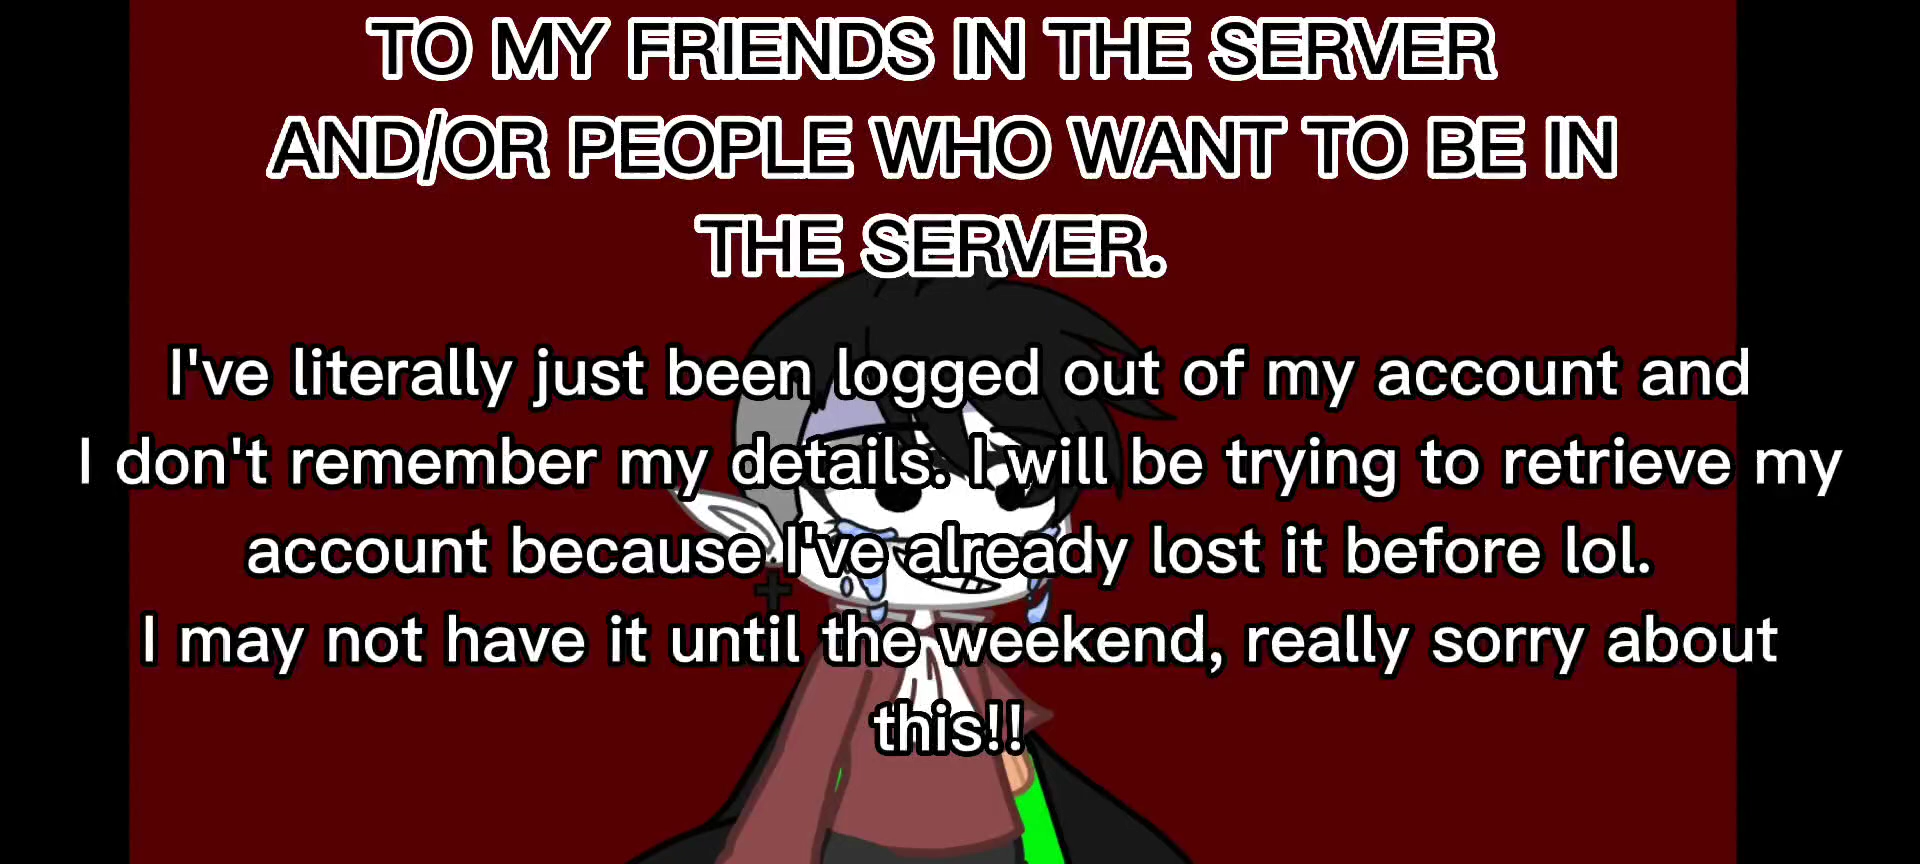 TO MY FRIENDS IN THE SERVER
AND/OR PEOPLE WHO WANT TO BE IN
THE SERVER.
I've literally just been logged out of my account and
I don't remember my details. I will be trying to retrieve my
account because I've already lost it before lol.
I may not have it until the weekend, really sorry about
this!!